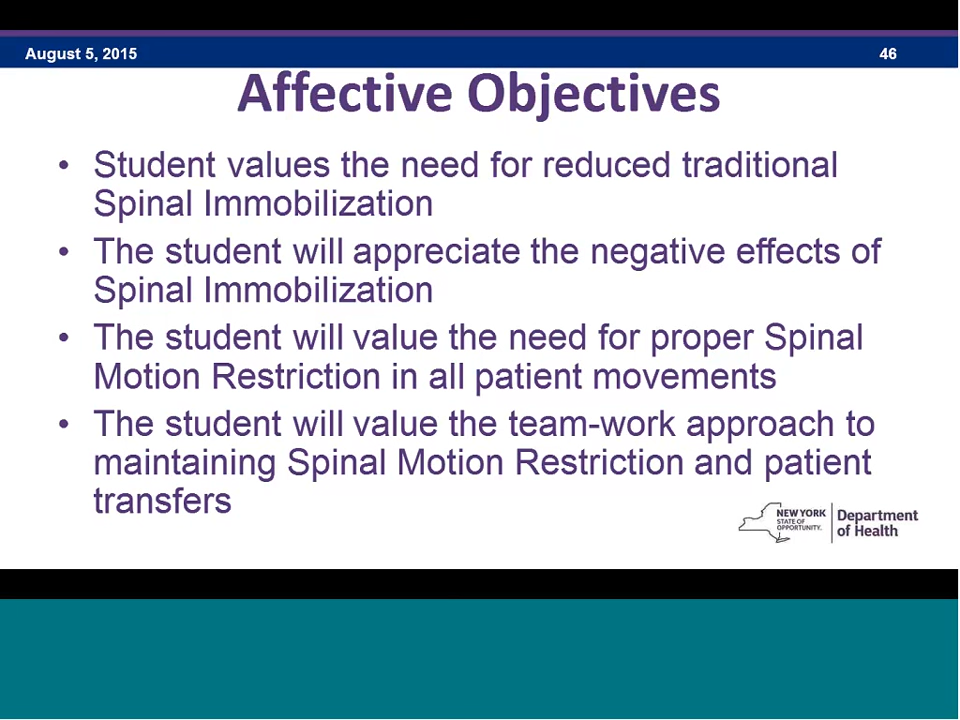 August 5, 2015
46
Affective Objectives
• Student values the need for reduced traditional
Spinal Immobilization
• The student will appreciate the negative effects of
Spinal Immobilization
• The student will value the need for proper Spinal
Motion Restriction in all patient movements
• The student will value the team-work approach to
maintaining Spinal Motion Restriction and patient
transfers
NEW YORK
STATE OF
OPPORTUNITY.
Department
of Health